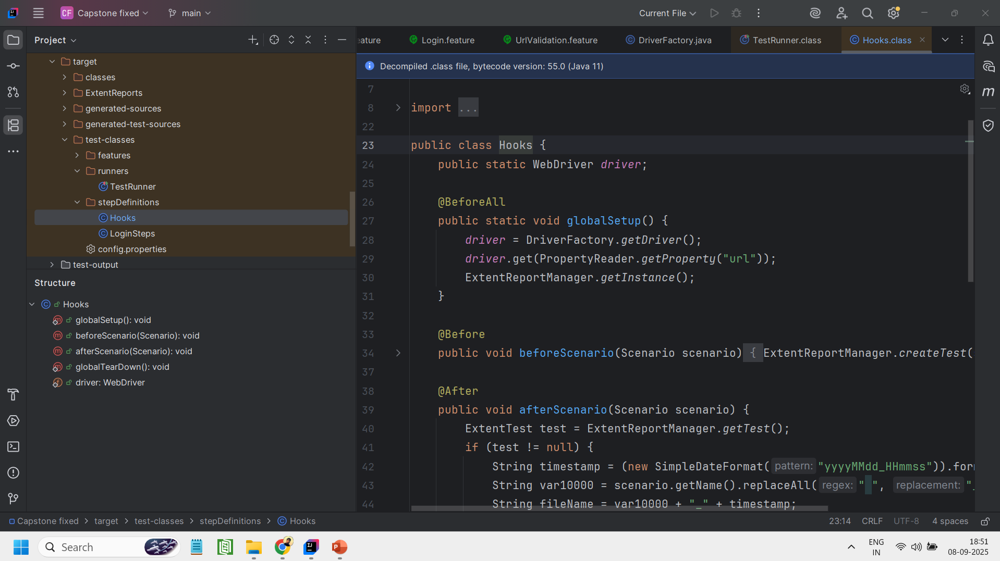 CF Capstone fixed
main
Current File
Project
eature
Login.feature
UrlValidation.feature
DriverFactory.java
TestRunner.class
Hooks.class
target
classes
ExtentReports
generated-sources
generated-test-sources
test-classes
features
runners
TestRunner
stepDefinitions
Hooks
LoginSteps
config.properties
test-output
Structure
Hooks
globalSetup(): void
beforeScenario(Scenario): void
afterScenario(Scenario): void
globalTearDown(): void
driver: WebDriver
Decompiled .class file, bytecode version: 55.0 (Java 11)
7
8 import ...
22
23 public class Hooks {
24 public static WebDriver driver;
25
26 @BeforeAll
27 public static void globalSetup() {
28 driver = DriverFactory.getDriver();
29 driver.get(PropertyReader.getProperty("url"));
30 ExtentReportManager.getInstance();
31 }
32
33 @Before
34 public void beforeScenario(Scenario scenario) { ExtentReportManager.createTest(
37
38 @After
39 public void afterScenario(Scenario scenario) {
40 ExtentTest test = ExtentReportManager.getTest();
41 if (test != null) {
42 String timestamp = (new SimpleDateFormat( pattern: "yyyyMMdd_HHmmss")).for
43 String var10000 = scenario.getName().replaceAll( regex: " ", replacement: "_
44 String fileName = var10000 + "_" + timestamp;
Capstone fixed > target > test-classes > stepDefinitions > Hooks
23:14 CRLF UTF-8 4 spaces
Search
ENG
IN
18:51
08-09-2025